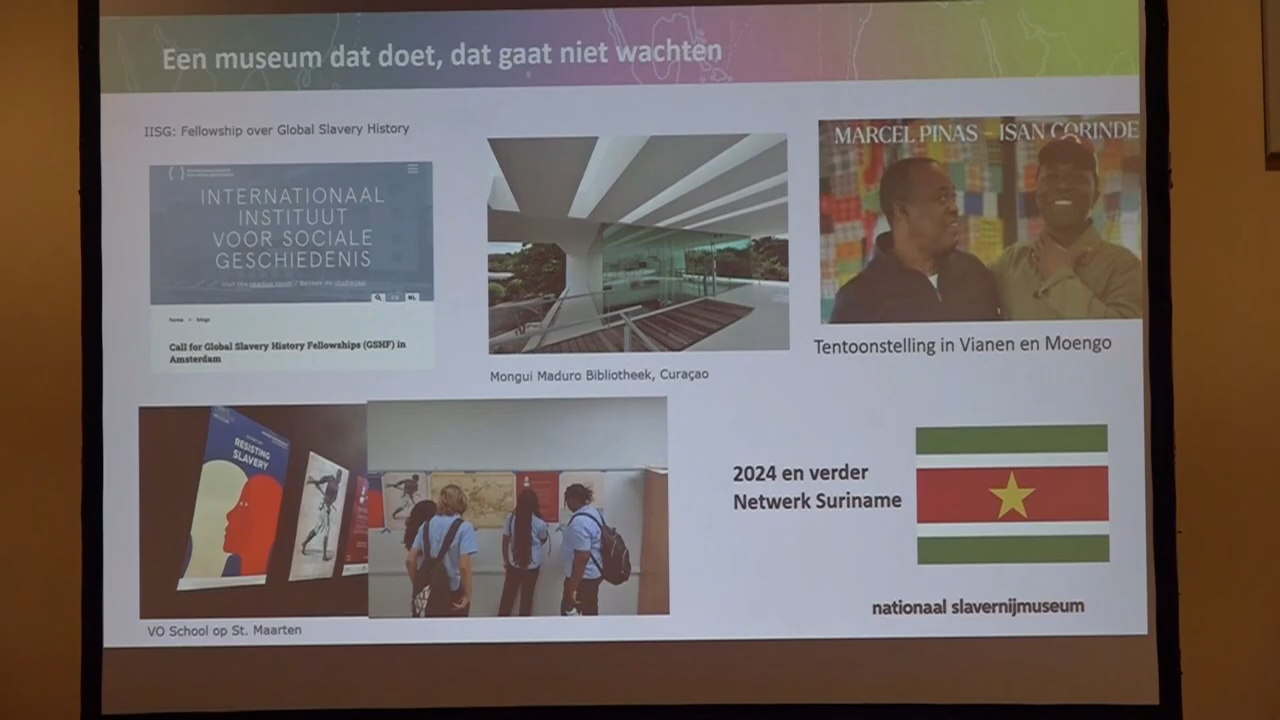 Een museum dat doet, dat gaat niet wachten
IISG: Fellowship over Global Slavery History
INTERNATIONAAL
INSTITUUT
VOOR SOCIALE
GESCHIEDENIS
home
blogs
Call for Global Slavery History Fellowships (GSHF) in
Amsterdam
Mongui Maduro Bibliotheek, Curaçao
MARCEL PINAS – ISAN CORINDE
Tentoonstelling in Vianen en Moengo
RESISTING
SLAVERY
VO School op St. Maarten
2024 en verder
Netwerk Suriname
nationaal slavernijmuseum